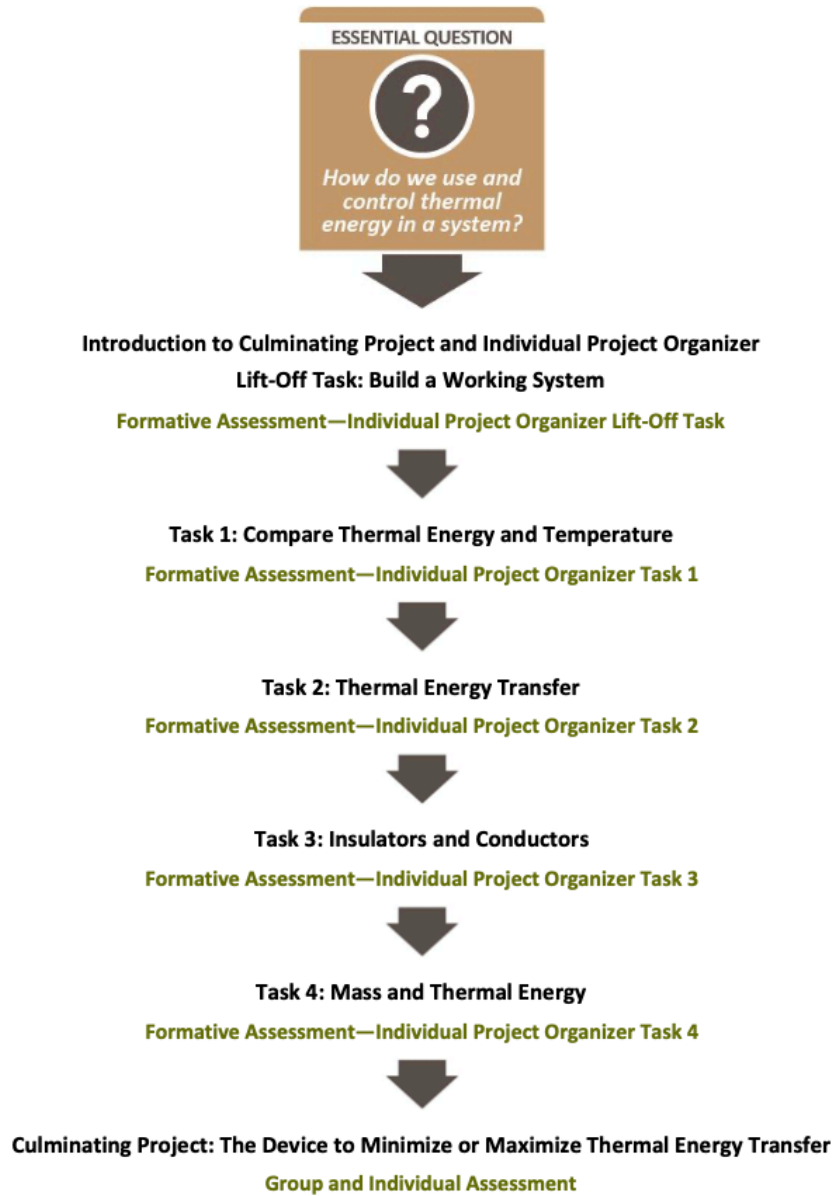 ESSENTIAL QUESTION
?
How do we use and
control thermal
energy in a system?
Introduction to Culminating Project and Individual Project Organizer
Lift-Off Task: Build a Working System
Formative Assessment—Individual Project Organizer Lift-Off Task
Task 1: Compare Thermal Energy and Temperature
Formative Assessment—Individual Project Organizer Task 1
Task 2: Thermal Energy Transfer
Formative Assessment—Individual Project Organizer Task 2
Task 3: Insulators and Conductors
Formative Assessment—Individual Project Organizer Task 3
Task 4: Mass and Thermal Energy
Formative Assessment—Individual Project Organizer Task 4
Culminating Project: The Device to Minimize or Maximize Thermal Energy Transfer
Group and Individual Assessment